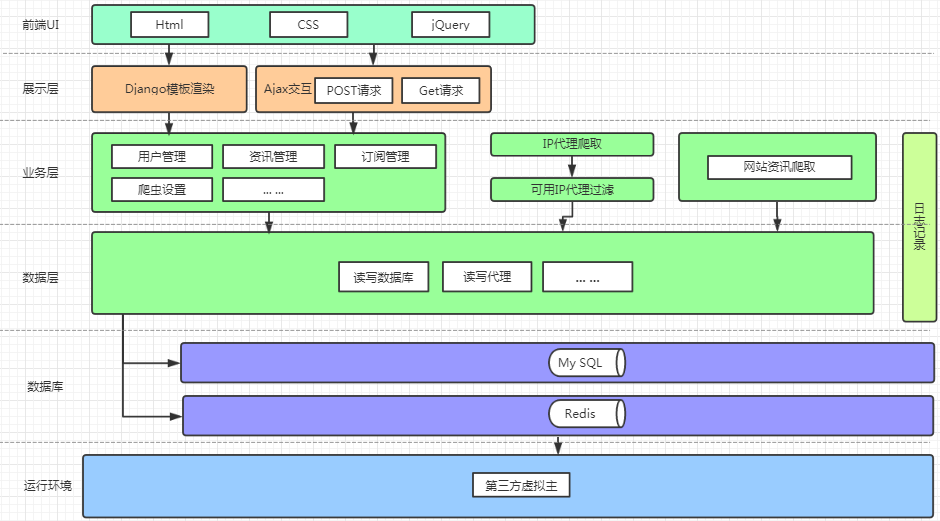 前端UI
Html
CSS
jQuery
展示层
Django模板渲染
Ajax交互
POST请求
Get请求
业务层
用户管理
资讯管理
订阅管理
爬虫设置
... ...
IP代理爬取
可用IP代理过滤
网站资讯爬取
日志记录
数据层
读写数据库
读写代理
... ...
数据库
My SQL
Redis
运行环境
第三方虚拟主